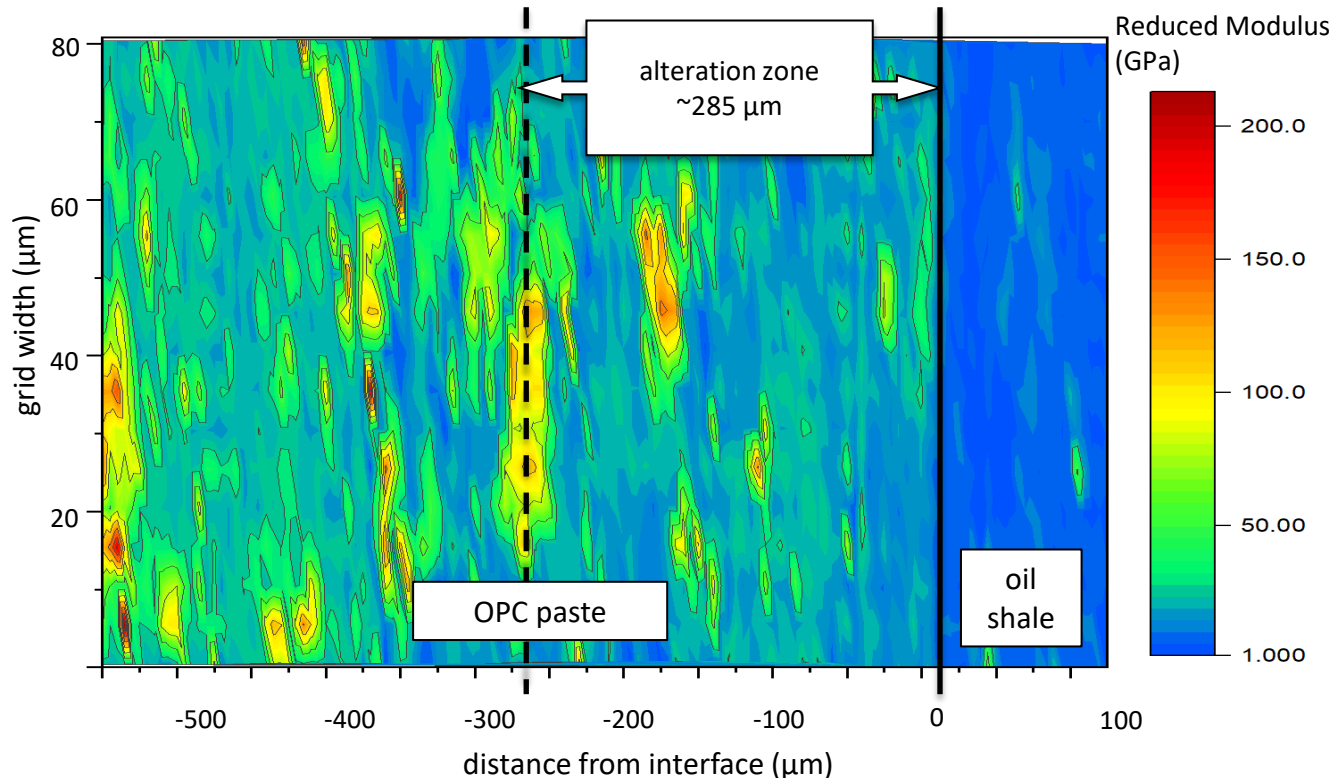 Reduced Modulus
(GPa)
alteration zone
~285 µm
80
60
40
20
grid width (µm)
200.0
150.0
100.0
50.00
1.000
OPC paste
oil
shale
-500
-400
-300
-200
-100
0
100
distance from interface (µm)